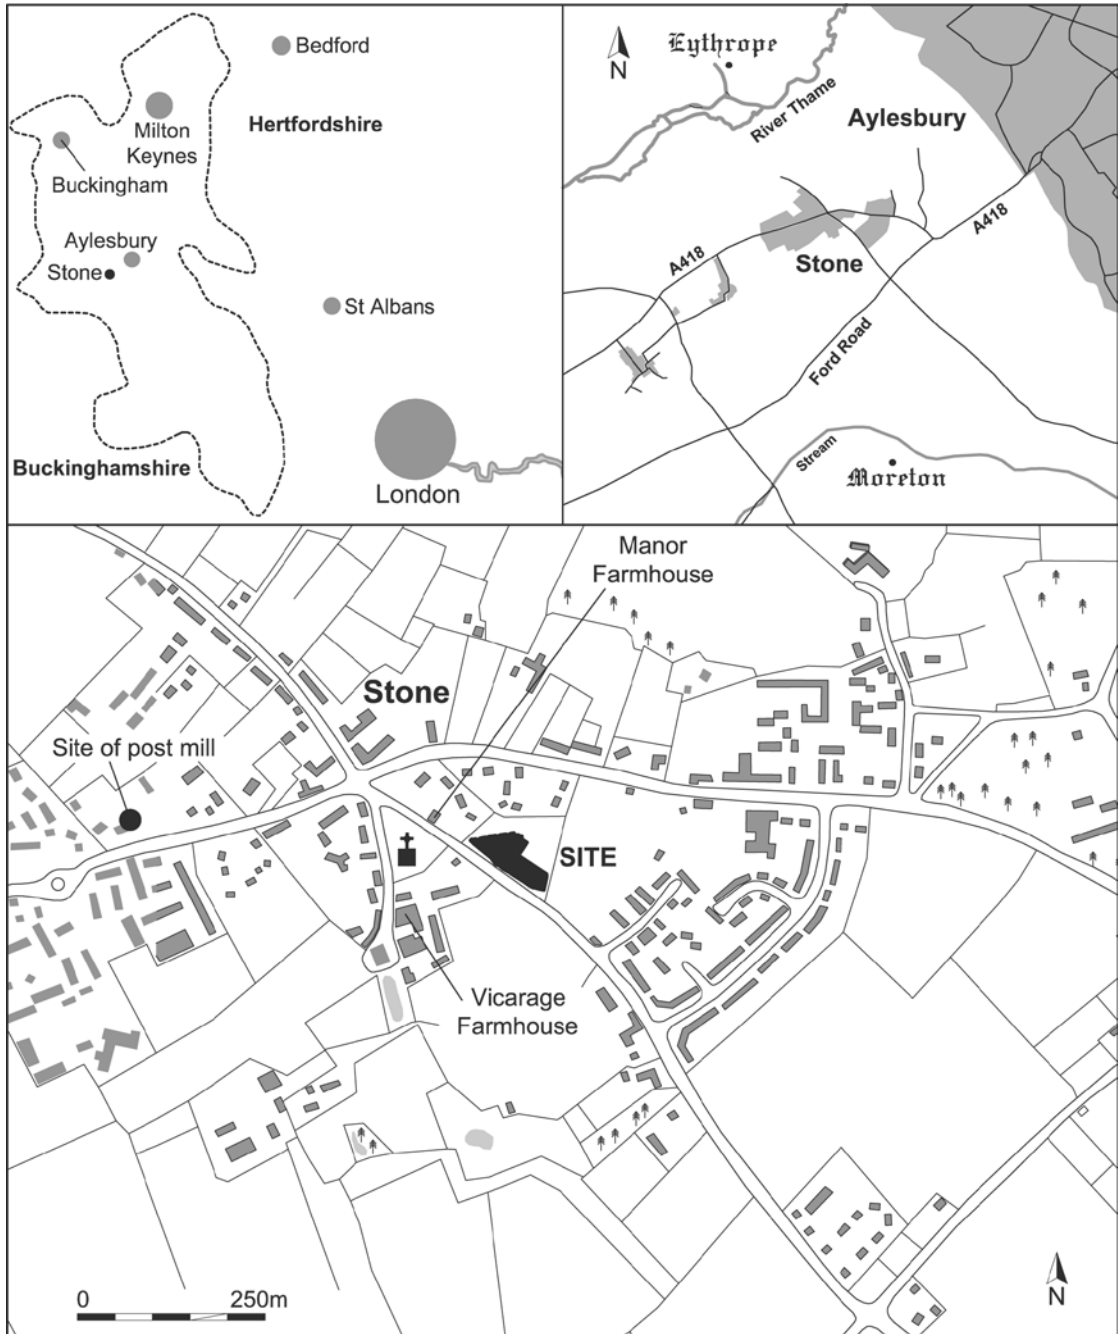 Bedford
Hertfordshire
Milton
Keynes
Buckingham
Aylesbury
Stone
St Albans
Buckinghamshire
London
N
Eythrope
River Thame
Aylesbury
A418
A418
Stone
Ford Road
Stream
Moreton
Manor
Farmhouse
Stone
Site of post mill
SITE
Vicarage
Farmhouse
0 250m
N